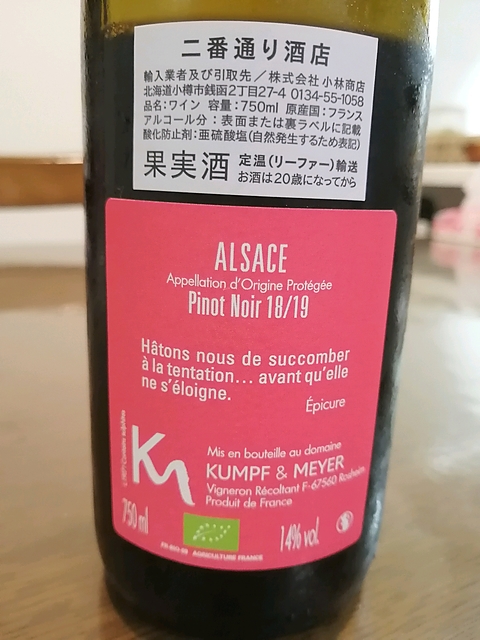 二番通り酒店
輸入業者及び引取先／株式会社 小林商店
北海道小樽市銭函2丁目27-4 0134-55-1058
品名:ワイン 容量:750ml 原産国:フランス
アルコール分:表面または裏ラベルに記載
酸化防止剤:亜硫酸塩(自然発生するため表記)
果実酒 定温(リーファー)輸送
お酒は20歳になってから
ALSACE
Appellation d'Origine Protégée
Pinot Noir 18/19
Hâtons nous de succomber
à la tentation... avant qu'elle
ne s'éloigne.
Épicure
KM
Mis en bouteille au domaine
KUMPF & MEYER
Vigneron Récoltant F-67560 Rosheim
Produit de France
750 ml
14% vol.
AGRICULTURE FRANCE